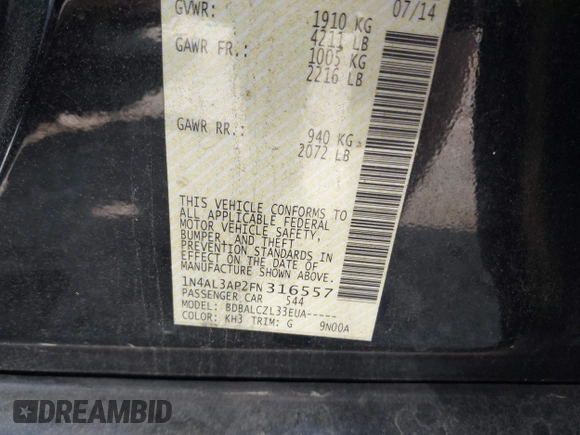 GVWR: 1910 KG 07/14
4211 LB
GAWR FR.: 1005 KG
2216 LB
GAWR RR.: 940 KG
2072 LB
THIS VEHICLE CONFORMS TO
ALL APPLICABLE FEDERAL
MOTOR VEHICLE SAFETY,
BUMPER, AND THEFT
PREVENTION STANDARDS IN
EFFECT ON THE DATE OF
MANUFACTURE SHOWN ABOVE.
1N4AL3AP2FN316557
PASSENGER CAR 544
MODEL: BDBALCZL33EUA-----
COLOR: KH3 TRIM: G 9N00A
DREAMBID